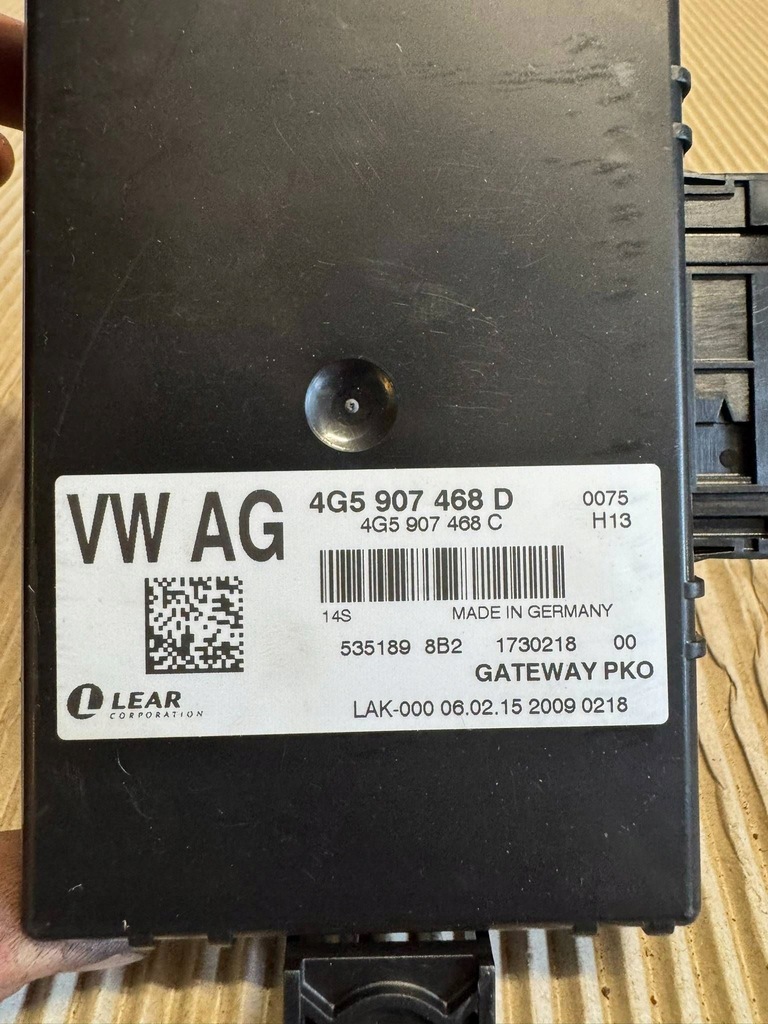 VW AG
4G5 907 468 D 0075
4G5 907 468 C H13
14S MADE IN GERMANY
535189 8B2 1730218 00
GATEWAY PKO
LEAR
CORPORATION
LAK-000 06.02.15 2009 0218